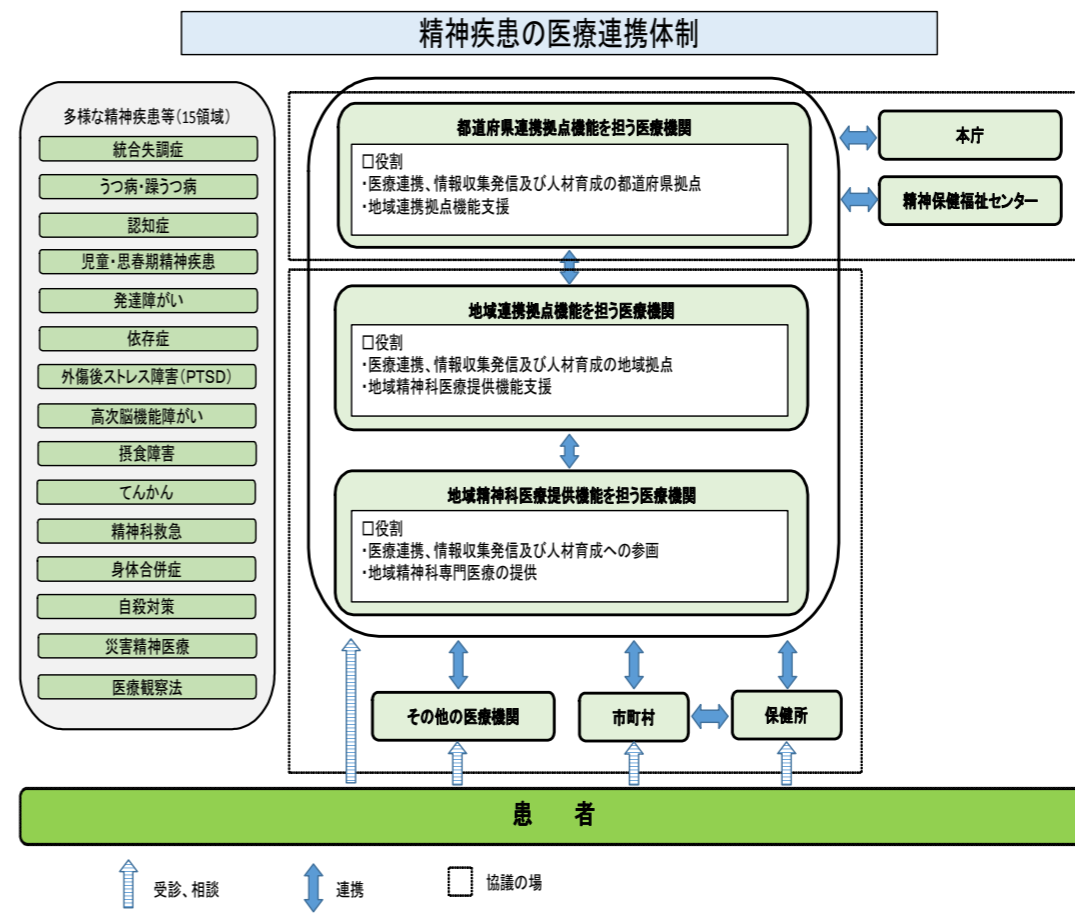 精神疾患の医療連携体制
多様な精神疾患等(15領域)
統合失調症
うつ病・躁うつ病
認知症
児童・思春期精神疾患
発達障がい
依存症
外傷後ストレス障害(PTSD)
高次脳機能障がい
摂食障害
てんかん
精神科救急
身体合併症
自殺対策
災害精神医療
医療観察法
都道府県連携拠点機能を担う医療機関
□役割
・医療連携、情報収集発信及び人材育成の都道府県拠点
・地域連携拠点機能支援
本庁
精神保健福祉センター
地域連携拠点機能を担う医療機関
□役割
・医療連携、情報収集発信及び人材育成の地域拠点
・地域精神科医療提供機能支援
地域精神科医療提供機能を担う医療機関
□役割
・医療連携、情報収集発信及び人材育成への参画
・地域精神科専門医療の提供
その他の医療機関
市町村
保健所
患　者
受診、相談
連携
協議の場